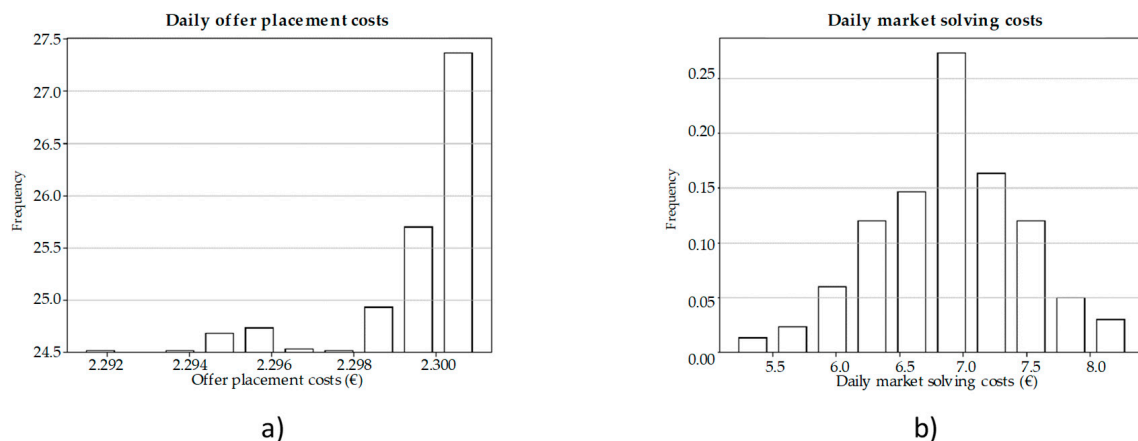 Daily offer placement costs
27.5
27.0
26.5
26.0
25.5
25.0
24.5
Frequency
2.292 2.294 2.296 2.298 2.300
Offer placement costs (€)
a)
Daily market solving costs
0.25
0.20
0.15
0.10
0.05
0.00
Frequency
5.5 6.0 6.5 7.0 7.5 8.0
Daily market solving costs (€)
b)